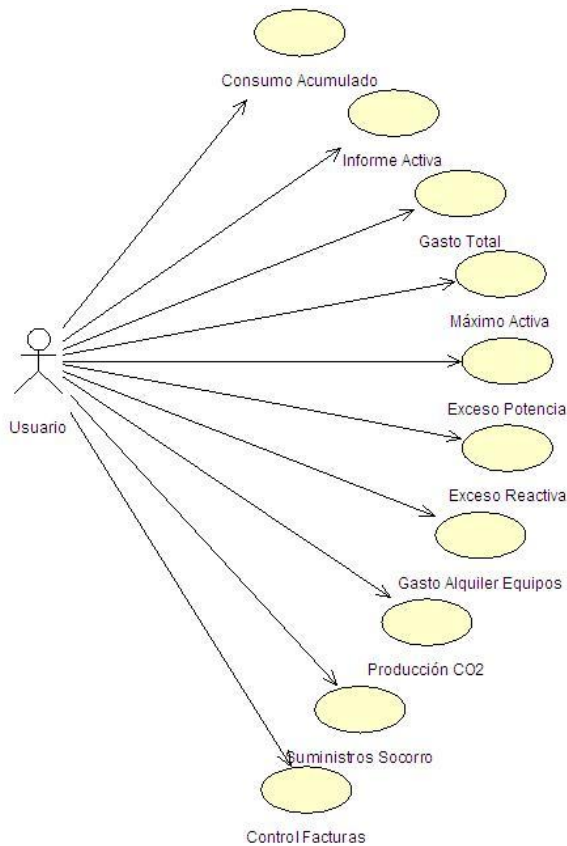 Consumo Acumulado
Informe Activa
Gasto Total
Máximo Activa
Exceso Potencia
Usuario
Exceso Reactiva
Gasto Alquiler Equipos
Producción CO2
Suministros Socorro
Control Facturas